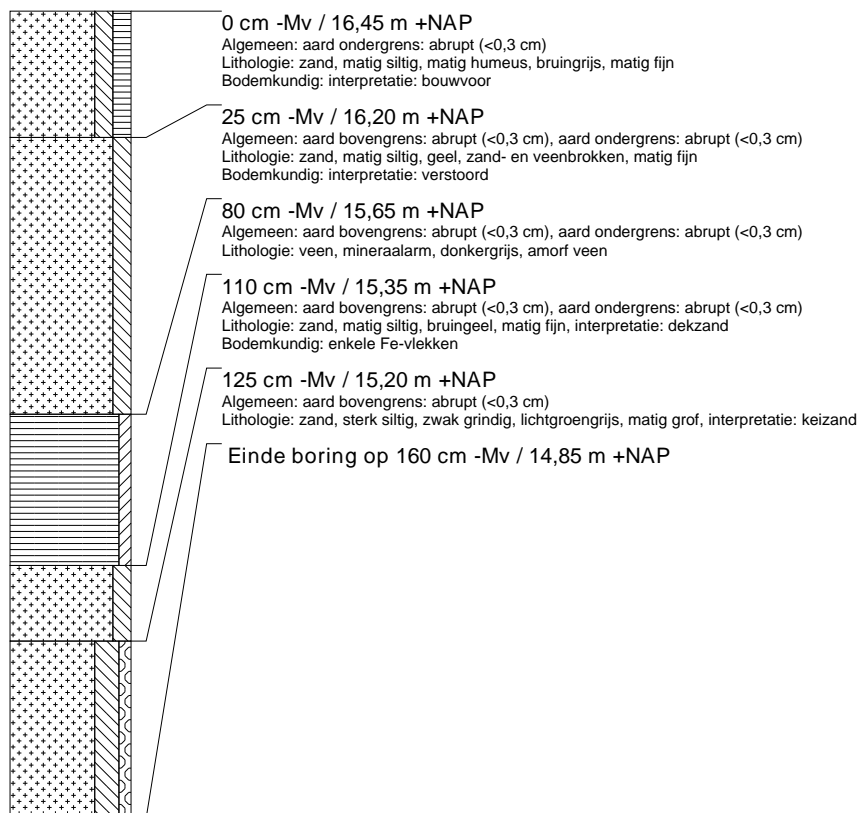 0 cm -Mv / 16,45 m +NAP
Algemeen: aard ondergrens: abrupt (<0,3 cm)
Lithologie: zand, matig siltig, matig humeus, bruingrijs, matig fijn
Bodemkundig: interpretatie: bouwvoor
25 cm -Mv / 16,20 m +NAP
Algemeen: aard bovengrens: abrupt (<0,3 cm), aard ondergrens: abrupt (<0,3 cm)
Lithologie: zand, matig siltig, geel, zand- en veenbrokken, matig fijn
Bodemkundig: interpretatie: verstoord
80 cm -Mv / 15,65 m +NAP
Algemeen: aard bovengrens: abrupt (<0,3 cm), aard ondergrens: abrupt (<0,3 cm)
Lithologie: veen, mineraalarm, donkergrijs, amorf veen
110 cm -Mv / 15,35 m +NAP
Algemeen: aard bovengrens: abrupt (<0,3 cm), aard ondergrens: abrupt (<0,3 cm)
Lithologie: zand, matig siltig, bruingeel, matig fijn, interpretatie: dekzand
Bodemkundig: enkele Fe-vlekken
125 cm -Mv / 15,20 m +NAP
Algemeen: aard bovengrens: abrupt (<0,3 cm)
Lithologie: zand, sterk siltig, zwak grindig, lichtgroengrijs, matig grof, interpretatie: keizand
Einde boring op 160 cm -Mv / 14,85 m +NAP